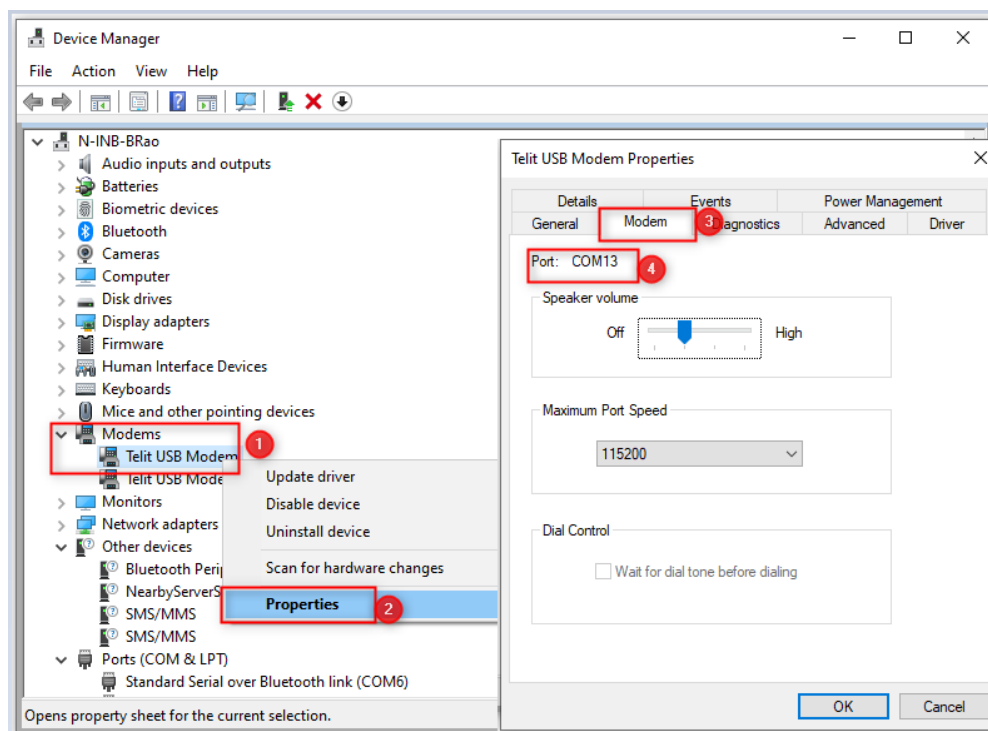 Device Manager
File Action View Help
N-INB-BRao
Audio inputs and outputs
Batteries
Biometric devices
Bluetooth
Cameras
Computer
Disk drives
Display adapters
Firmware
Human Interface Devices
Keyboards
Mice and other pointing devices
Modems
Telit USB Modem
1
Telit USB Mode
Monitors
Network adapters
Other devices
Bluetooth Peri
NearbyServerS
SMS/MMS
SMS/MMS
Ports (COM & LPT)
Standard Serial over Bluetooth link (COM6)
Opens property sheet for the current selection.
Update driver
Disable device
Uninstall device
Scan for hardware changes
Properties
2
Telit USB Modem Properties
Details Events Power Management
General Modem 3 Diagnostics Advanced Driver
Port: COM13
4
Speaker volume
Off High
Maximum Port Speed
115200
Dial Control
Wait for dial tone before dialing
OK Cancel